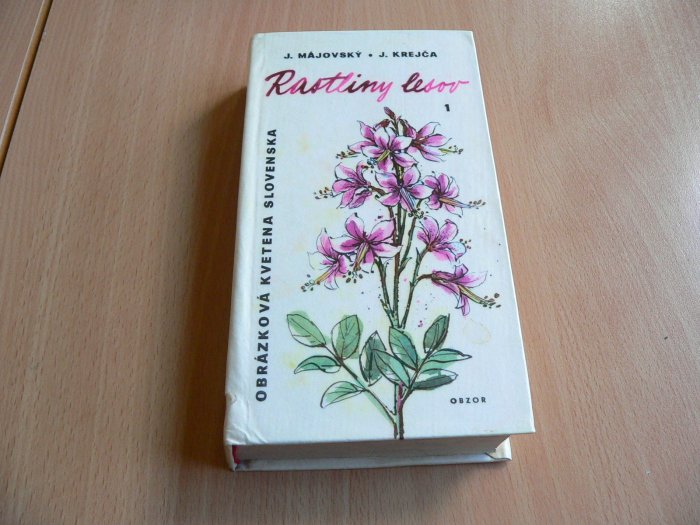 J. MÁJOVSKÝ • J. KREJČA
Rastliny lesov
1
OBRÁZKOVÁ KVETENA SLOVENSKA
OBZOR